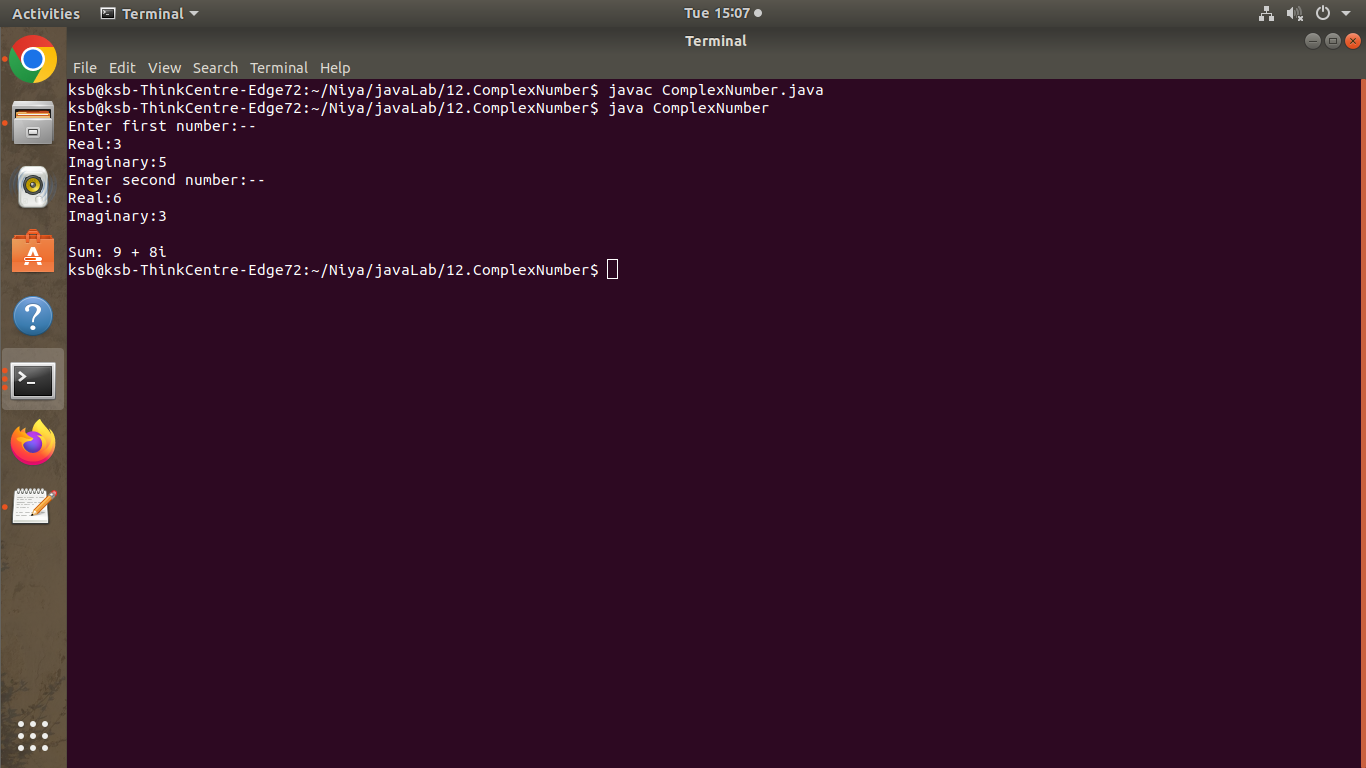 Activities Terminal Tue 15:07
Terminal
File Edit View Search Terminal Help
ksb@ksb-ThinkCentre-Edge72:~/Niya/javaLab/12.ComplexNumber$ javac ComplexNumber.java
ksb@ksb-ThinkCentre-Edge72:~/Niya/javaLab/12.ComplexNumber$ java ComplexNumber
Enter first number:--
Real:3
Imaginary:5
Enter second number:--
Real:6
Imaginary:3
Sum: 9 + 8i
ksb@ksb-ThinkCentre-Edge72:~/Niya/javaLab/12.ComplexNumber$